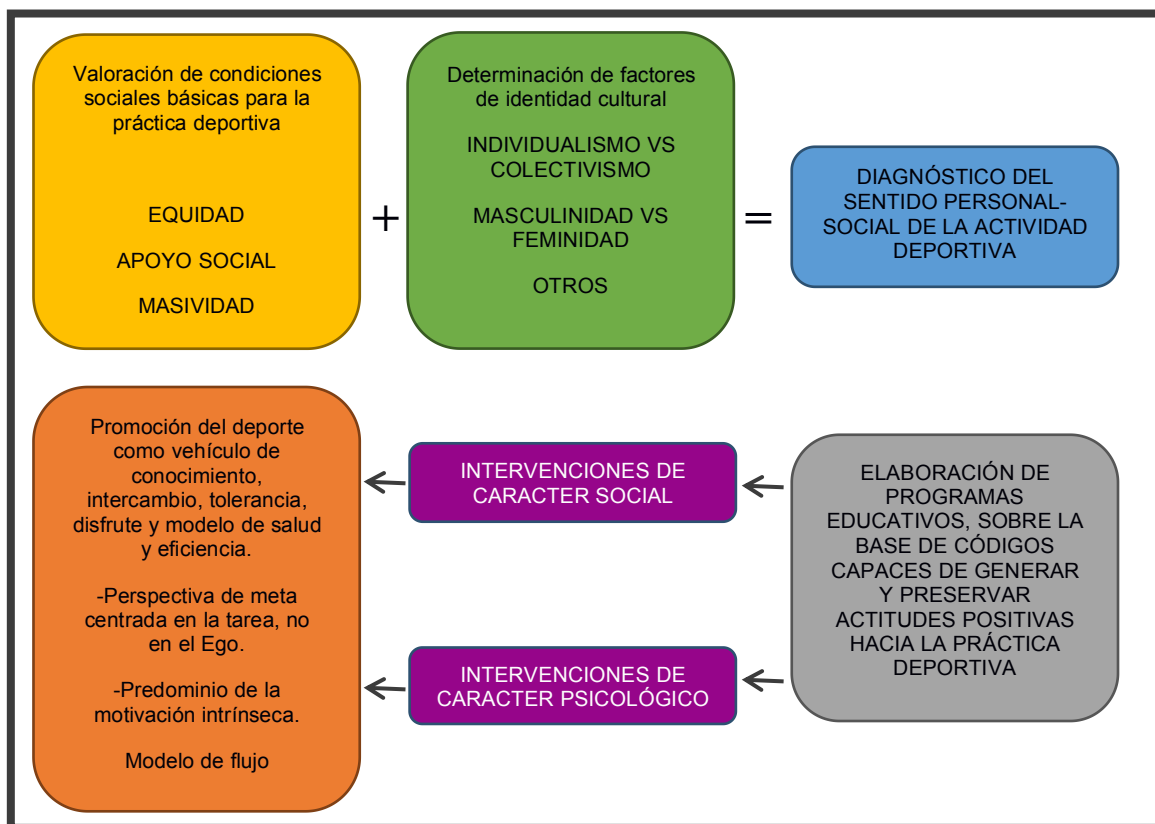 Valoración de condiciones
sociales básicas para la
práctica deportiva
EQUIDAD
APOYO SOCIAL
MASIVIDAD
+
Determinación de factores
de identidad cultural
INDIVIDUALISMO VS
COLECTIVISMO
MASCULINIDAD VS
FEMINIDAD
OTROS
=
DIAGNÓSTICO DEL
SENTIDO PERSONAL-
SOCIAL DE LA ACTIVIDAD
DEPORTIVA
Promoción del deporte
como vehículo de
conocimiento,
intercambio, tolerancia,
disfrute y modelo de salud
y eficiencia.
-Perspectiva de meta
centrada en la tarea, no
en el Ego.
-Predominio de la
motivación intrínseca.
Modelo de flujo
INTERVENCIONES DE
CARACTER SOCIAL
INTERVENCIONES DE
CARACTER PSICOLÓGICO
ELABORACIÓN DE
PROGRAMAS
EDUCATIVOS, SOBRE LA
BASE DE CÓDIGOS
CAPACES DE GENERAR
Y PRESERVAR
ACTITUDES POSITIVAS
HACIA LA PRÁCTICA
DEPORTIVA